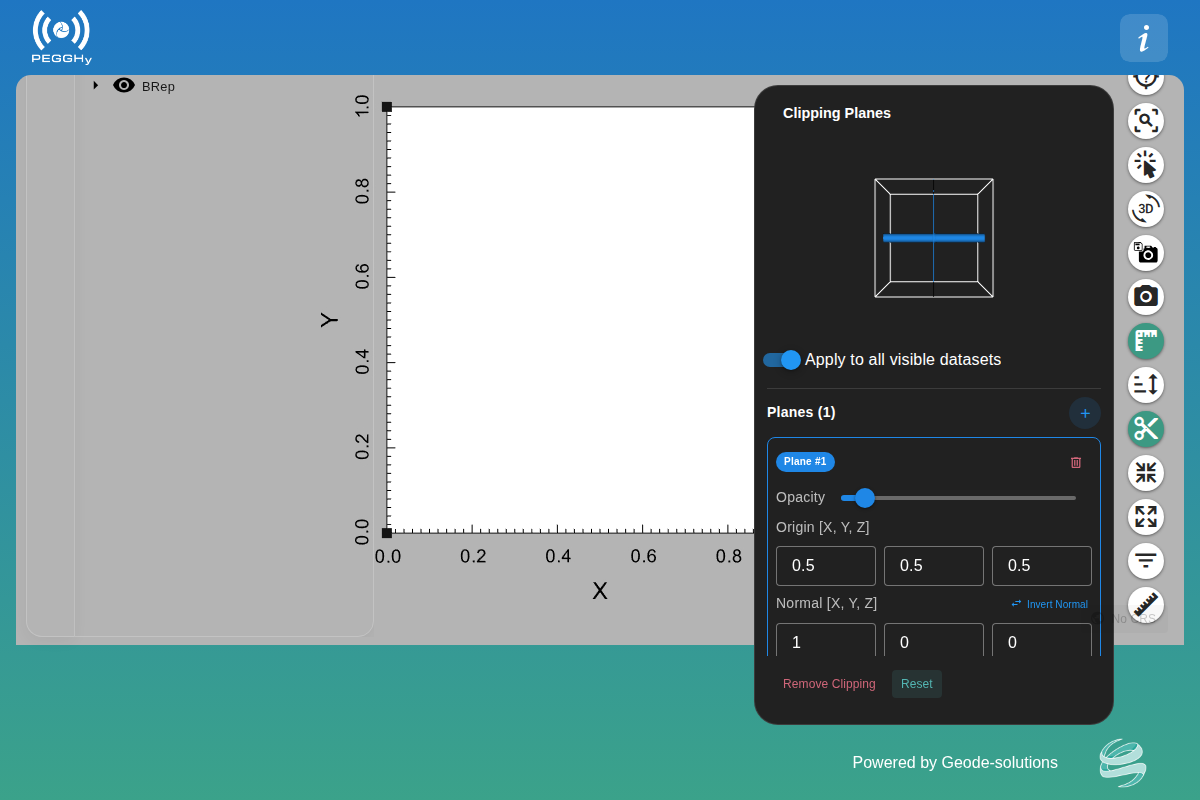 PEGGHy
i
BRep
Clipping Planes
1.0
0.8
0.6
0.4
0.2
0.0
Y
0.0 0.2 0.4 0.6 0.8
X
Apply to all visible datasets
Planes (1)
+
Plane #1
Opacity
Origin [X, Y, Z]
0.5 0.5 0.5
Normal [X, Y, Z] Invert Normal
1 0 0
Remove Clipping Reset
?
3D
No CRS
Powered by Geode-solutions